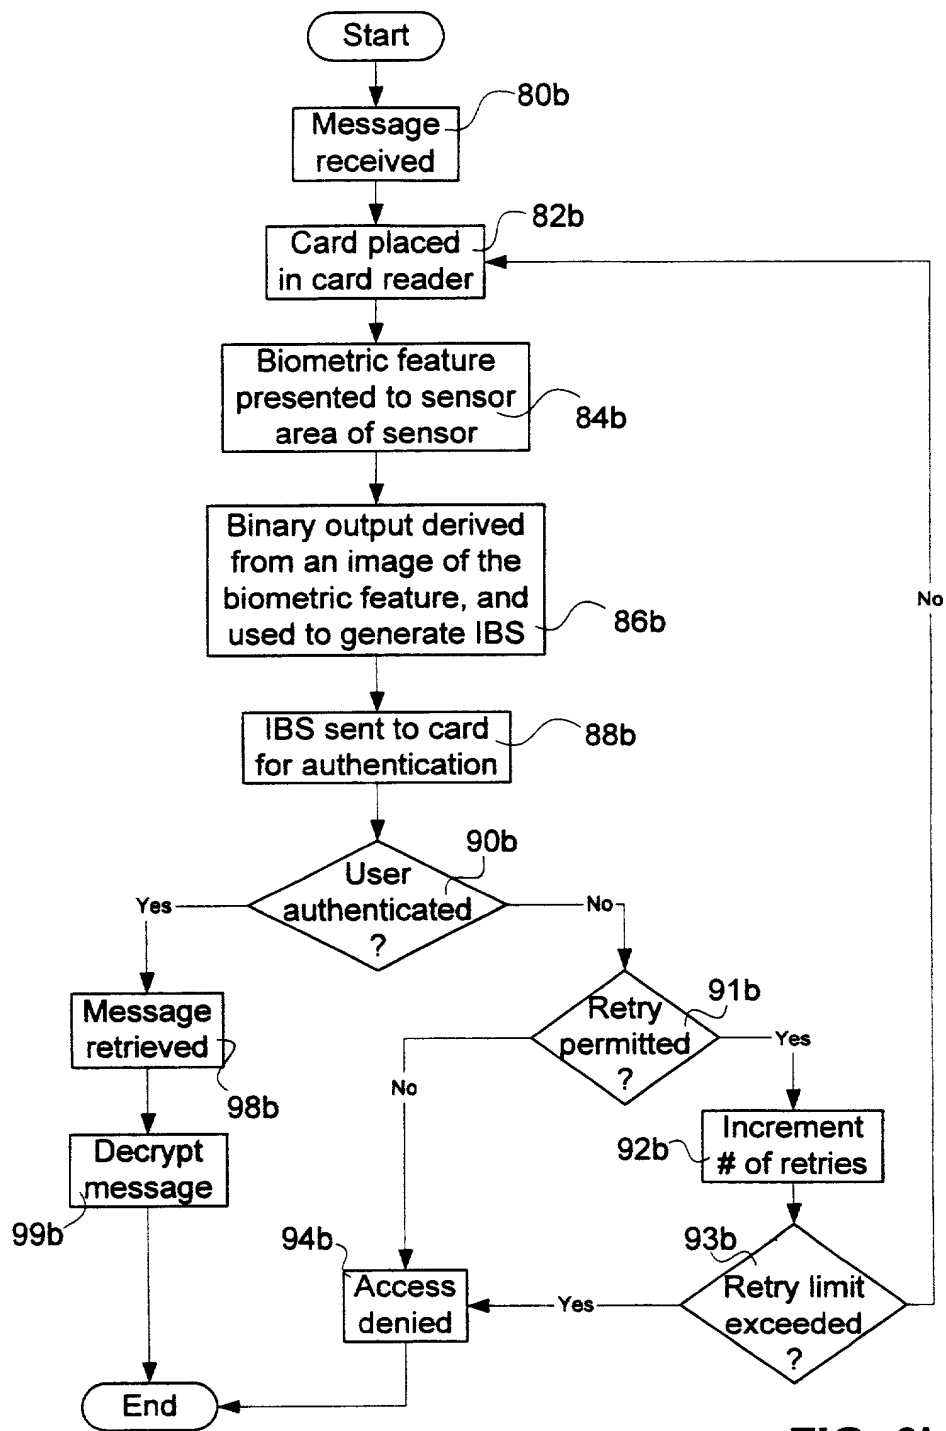 Start
80b
Message
received
82b
Card placed
in card reader
Biometric feature
presented to sensor
area of sensor
84b
Binary output derived
from an image of the
biometric feature, and
used to generate IBS
86b
No
IBS sent to card
for authentication
88b
90b
User
authenticated
?
Yes
No
91b
Retry
permitted
?
Yes
No
Message
retrieved
98b
Increment
# of retries
92b
Decrypt
message
99b
94b
Access
denied
93b
Retry limit
exceeded
?
Yes
End